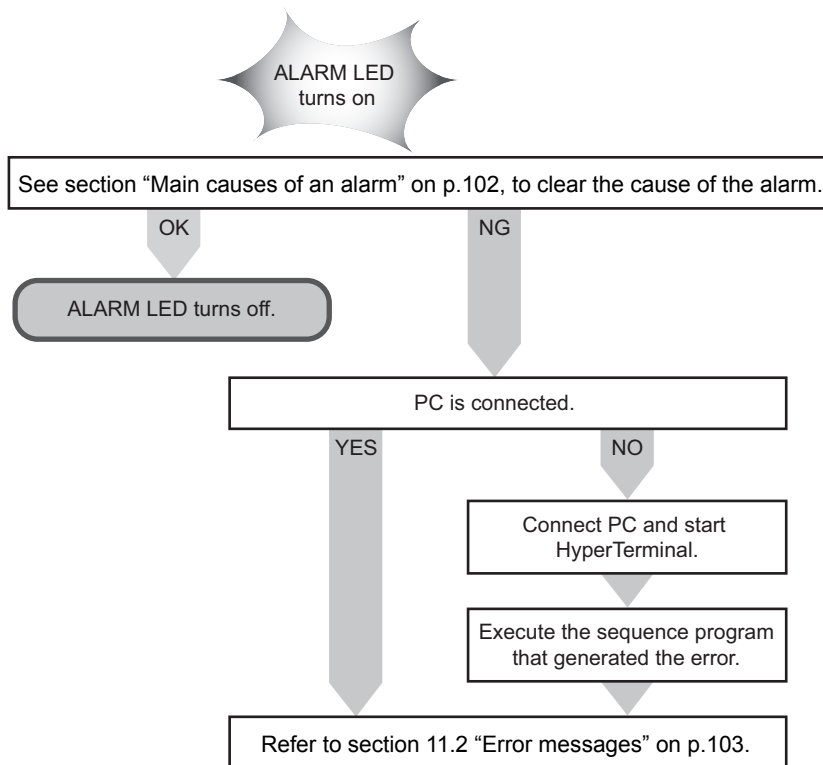 ALARM LED
turns on
See section “Main causes of an alarm” on p.102, to clear the cause of the alarm.
OK
NG
ALARM LED turns off.
PC is connected.
YES
NO
Connect PC and start
HyperTerminal.
Execute the sequence program
that generated the error.
Refer to section 11.2 “Error messages” on p.103.